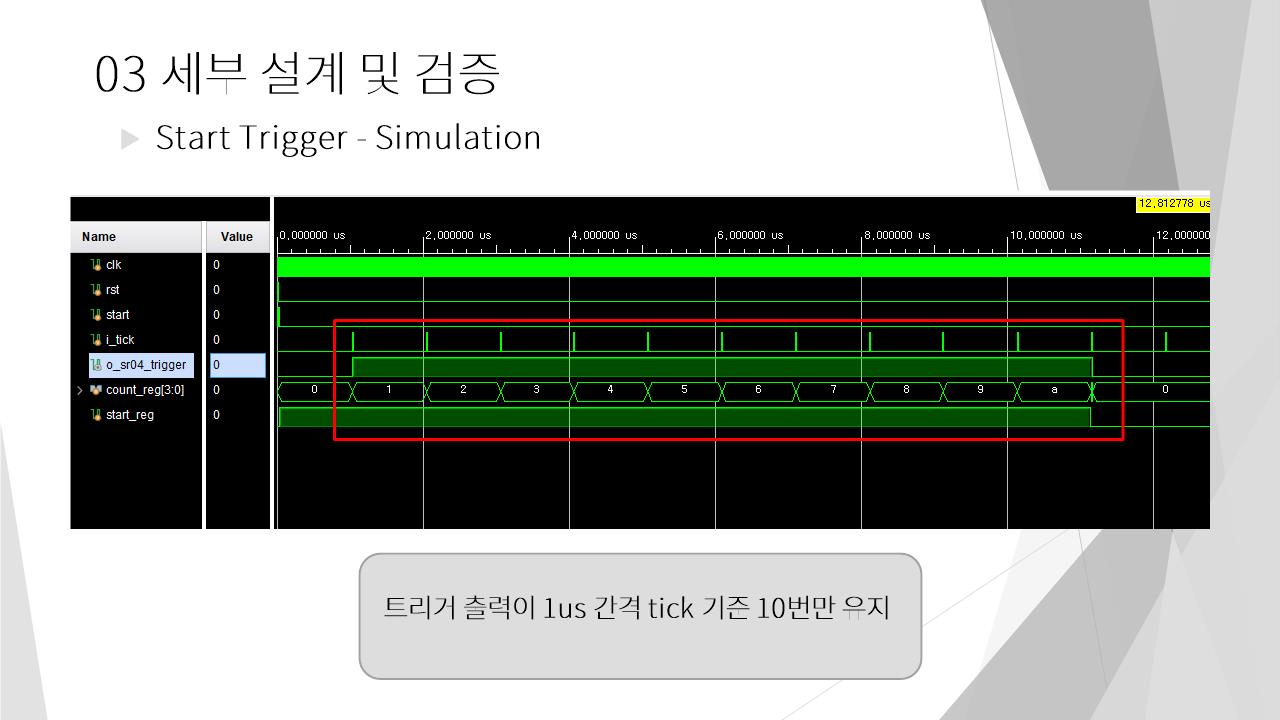 03 세부 설계 및 검증
Start Trigger - Simulation
12,812778 us
Name Value 0,000000 us 2,000000 us 4,000000 us 6,000000 us 8,000000 us 10,000000 us 12,000000
clk 0
rst 0
start 0
i_tick 0
o_sr04_trigger 0
count_reg[3:0] 0 0 1 2 3 4 5 6 7 8 9 a 0
start_reg 0
트리거 출력이 1us 간격 tick 기준 10번만 유지